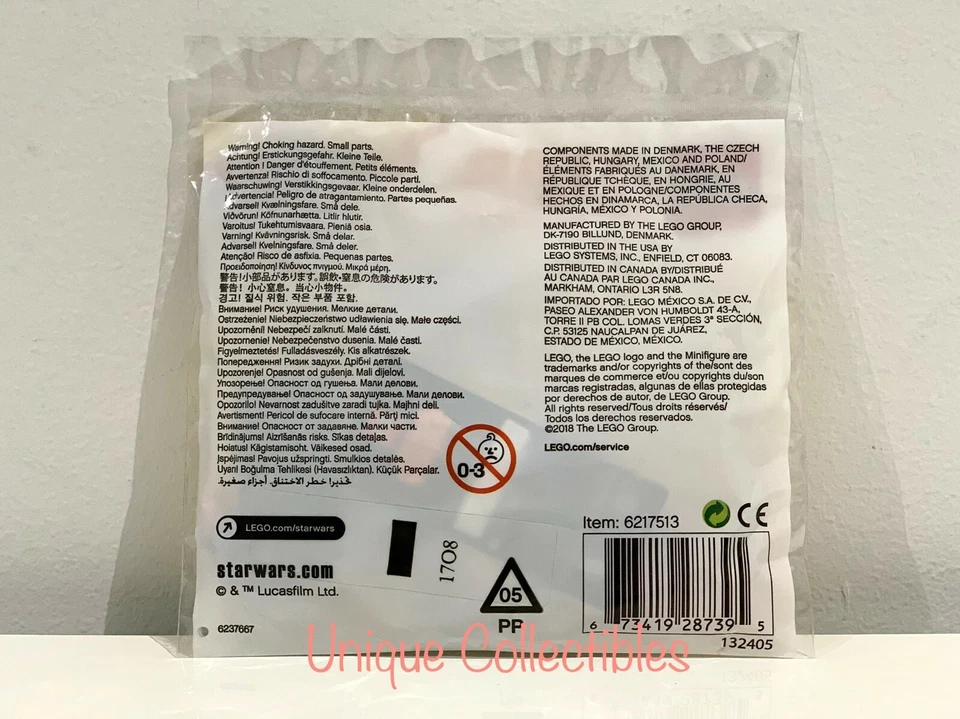 Warning! Choking hazard. Small parts.
Achtung! Erstickungsgefahr. Kleine Teile.
Attention ! Danger d'étouffement. Petits éléments.
Avvertenza! Rischio di soffocamento. Piccole parti.
Waarschuwing! Verstikkingsgevaar. Kleine onderdelen.
¡Advertencia! Peligro de atragantamiento. Partes pequeñas.
Advarsel! Kvælningsfare. Små dele.
Viðvörun! Köfnunarhætta. Litlir hlutir.
Varoitus! Tukehtumisvaara. Pieniä osia.
Varning! Kvävningsrisk. Små delar.
Advarsel! Kvelningsfare. Små deler.
Atenção! Risco de asfixia. Pequenas partes.
Προειδοποίηση! Κίνδυνος πνιγμού. Μικρά μέρη.
警告!小部品があります。誤飲・窒息の危険があります。
警告! 小心窒息。当心小物件。
경고! 질식 위험. 작은 부품 포함.
Внимание! Риск удушения. Мелкие детали.
Ostrzeżenie! Niebezpieczeństwo udławienia się. Małe części.
Upozornění! Nebezpečí zalknutí. Malé části.
Upozornenie! Nebezpečenstvo dusenia. Malé časti.
Figyelmeztetés! Fulladásveszély. Kis alkatrészek.
Попередження! Ризик задухи. Дрібні деталі.
Upozorenje! Opasnost od gušenja. Mali dijelovi.
Упозорење! Опасност од гушења. Мали делови.
Предупредување! Опасност од задушување. Мали делови.
Opozorilo! Nevarnost zadušitve zaradi tujka. Majhni deli.
Avertisment! Pericol de sufocare internă. Părţi mici.
Внимание! Опасност от задавяне. Малки части.
Brīdinājums! Aizrīšanās risks. Sīkas detaļas.
Hoiatus! Kägistamisoht. Väikesed osad.
Įspėjimas! Pavojus užspringti. Smulkios detalės.
Uyarı! Boğulma Tehlikesi (Havasızlıktan). Küçük Parçalar.
تحذير! خطر الاختناق. أجزاء صغيرة.
0-3
LEGO.com/starwars
starwars.com
© & ™ Lucasfilm Ltd.
6237667
17O8
05
PP
COMPONENTS MADE IN DENMARK, THE CZECH
REPUBLIC, HUNGARY, MEXICO AND POLAND/
ÉLÉMENTS FABRIQUÉS AU DANEMARK, EN
RÉPUBLIQUE TCHÈQUE, EN HONGRIE, AU
MEXIQUE ET EN POLOGNE/COMPONENTES
HECHOS EN DINAMARCA, LA REPÚBLICA CHECA,
HUNGRÍA, MÉXICO Y POLONIA.
MANUFACTURED BY THE LEGO GROUP,
DK-7190 BILLUND, DENMARK.
DISTRIBUTED IN THE USA BY
LEGO SYSTEMS, INC., ENFIELD, CT 06083.
DISTRIBUTED IN CANADA BY/DISTRIBUÉ
AU CANADA PAR LEGO CANADA INC.,
MARKHAM, ONTARIO L3R 5N8.
IMPORTADO POR: LEGO MÉXICO S.A. DE C.V.,
PASEO ALEXANDER VON HUMBOLDT 43-A,
TORRE II PB COL. LOMAS VERDES 3ª SECCIÓN,
C.P. 53125 NAUCALPAN DE JUÁREZ,
ESTADO DE MÉXICO, MÉXICO.
LEGO, the LEGO logo and the Minifigure are
trademarks and/or copyrights of the/sont des
marques de commerce et/ou copyrights du/son
marcas registradas, algunas de ellas protegidas
por derechos de autor, de LEGO Group.
All rights reserved/Tous droits réservés/
Todos los derechos reservados.
©2018 The LEGO Group.
LEGO.com/service
Item: 6217513
CE
6 73419 28739 5
132405
Unique Collectibles